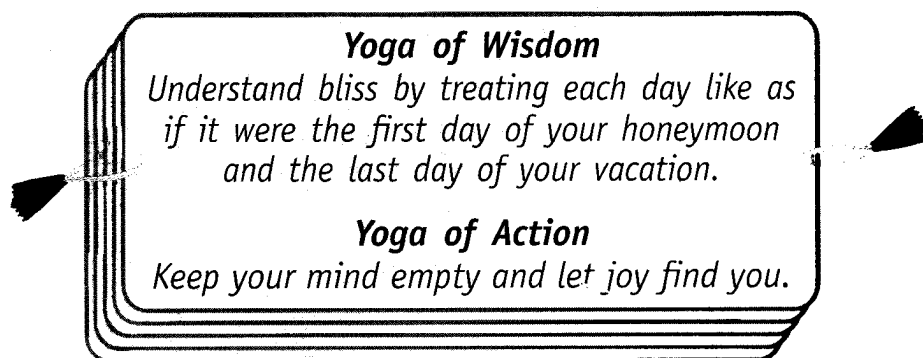 Yoga of Wisdom
Understand bliss by treating each day like as
if it were the first day of your honeymoon
and the last day of your vacation.
Yoga of Action
Keep your mind empty and let joy find you.